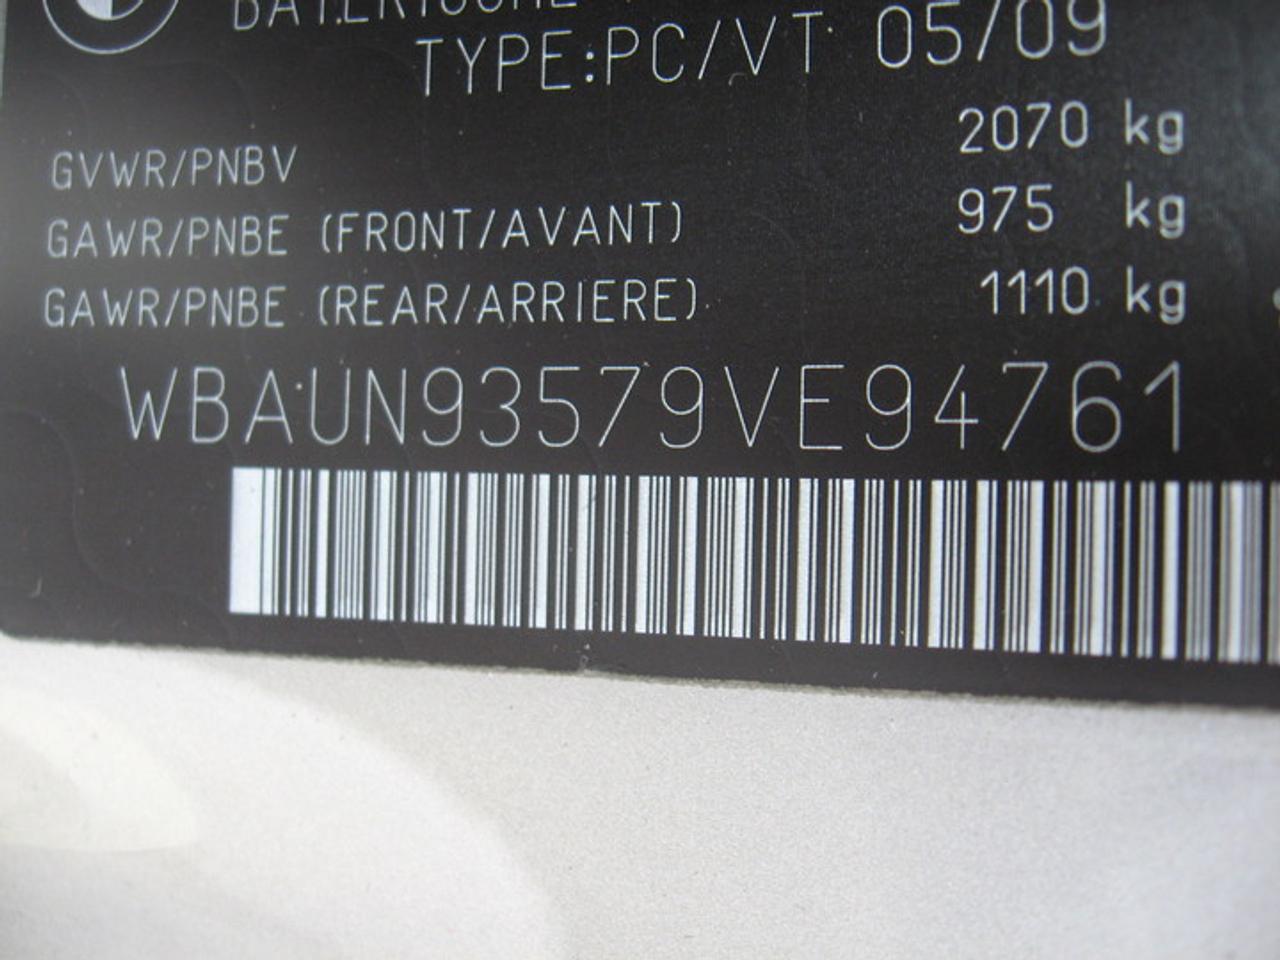 TYPE:PC/VT 05/09
GVWR/PNBV 2070 kg
GAWR/PNBE (FRONT/AVANT) 975 kg
GAWR/PNBE (REAR/ARRIERE) 1110 kg
WBAUN93579VE94761